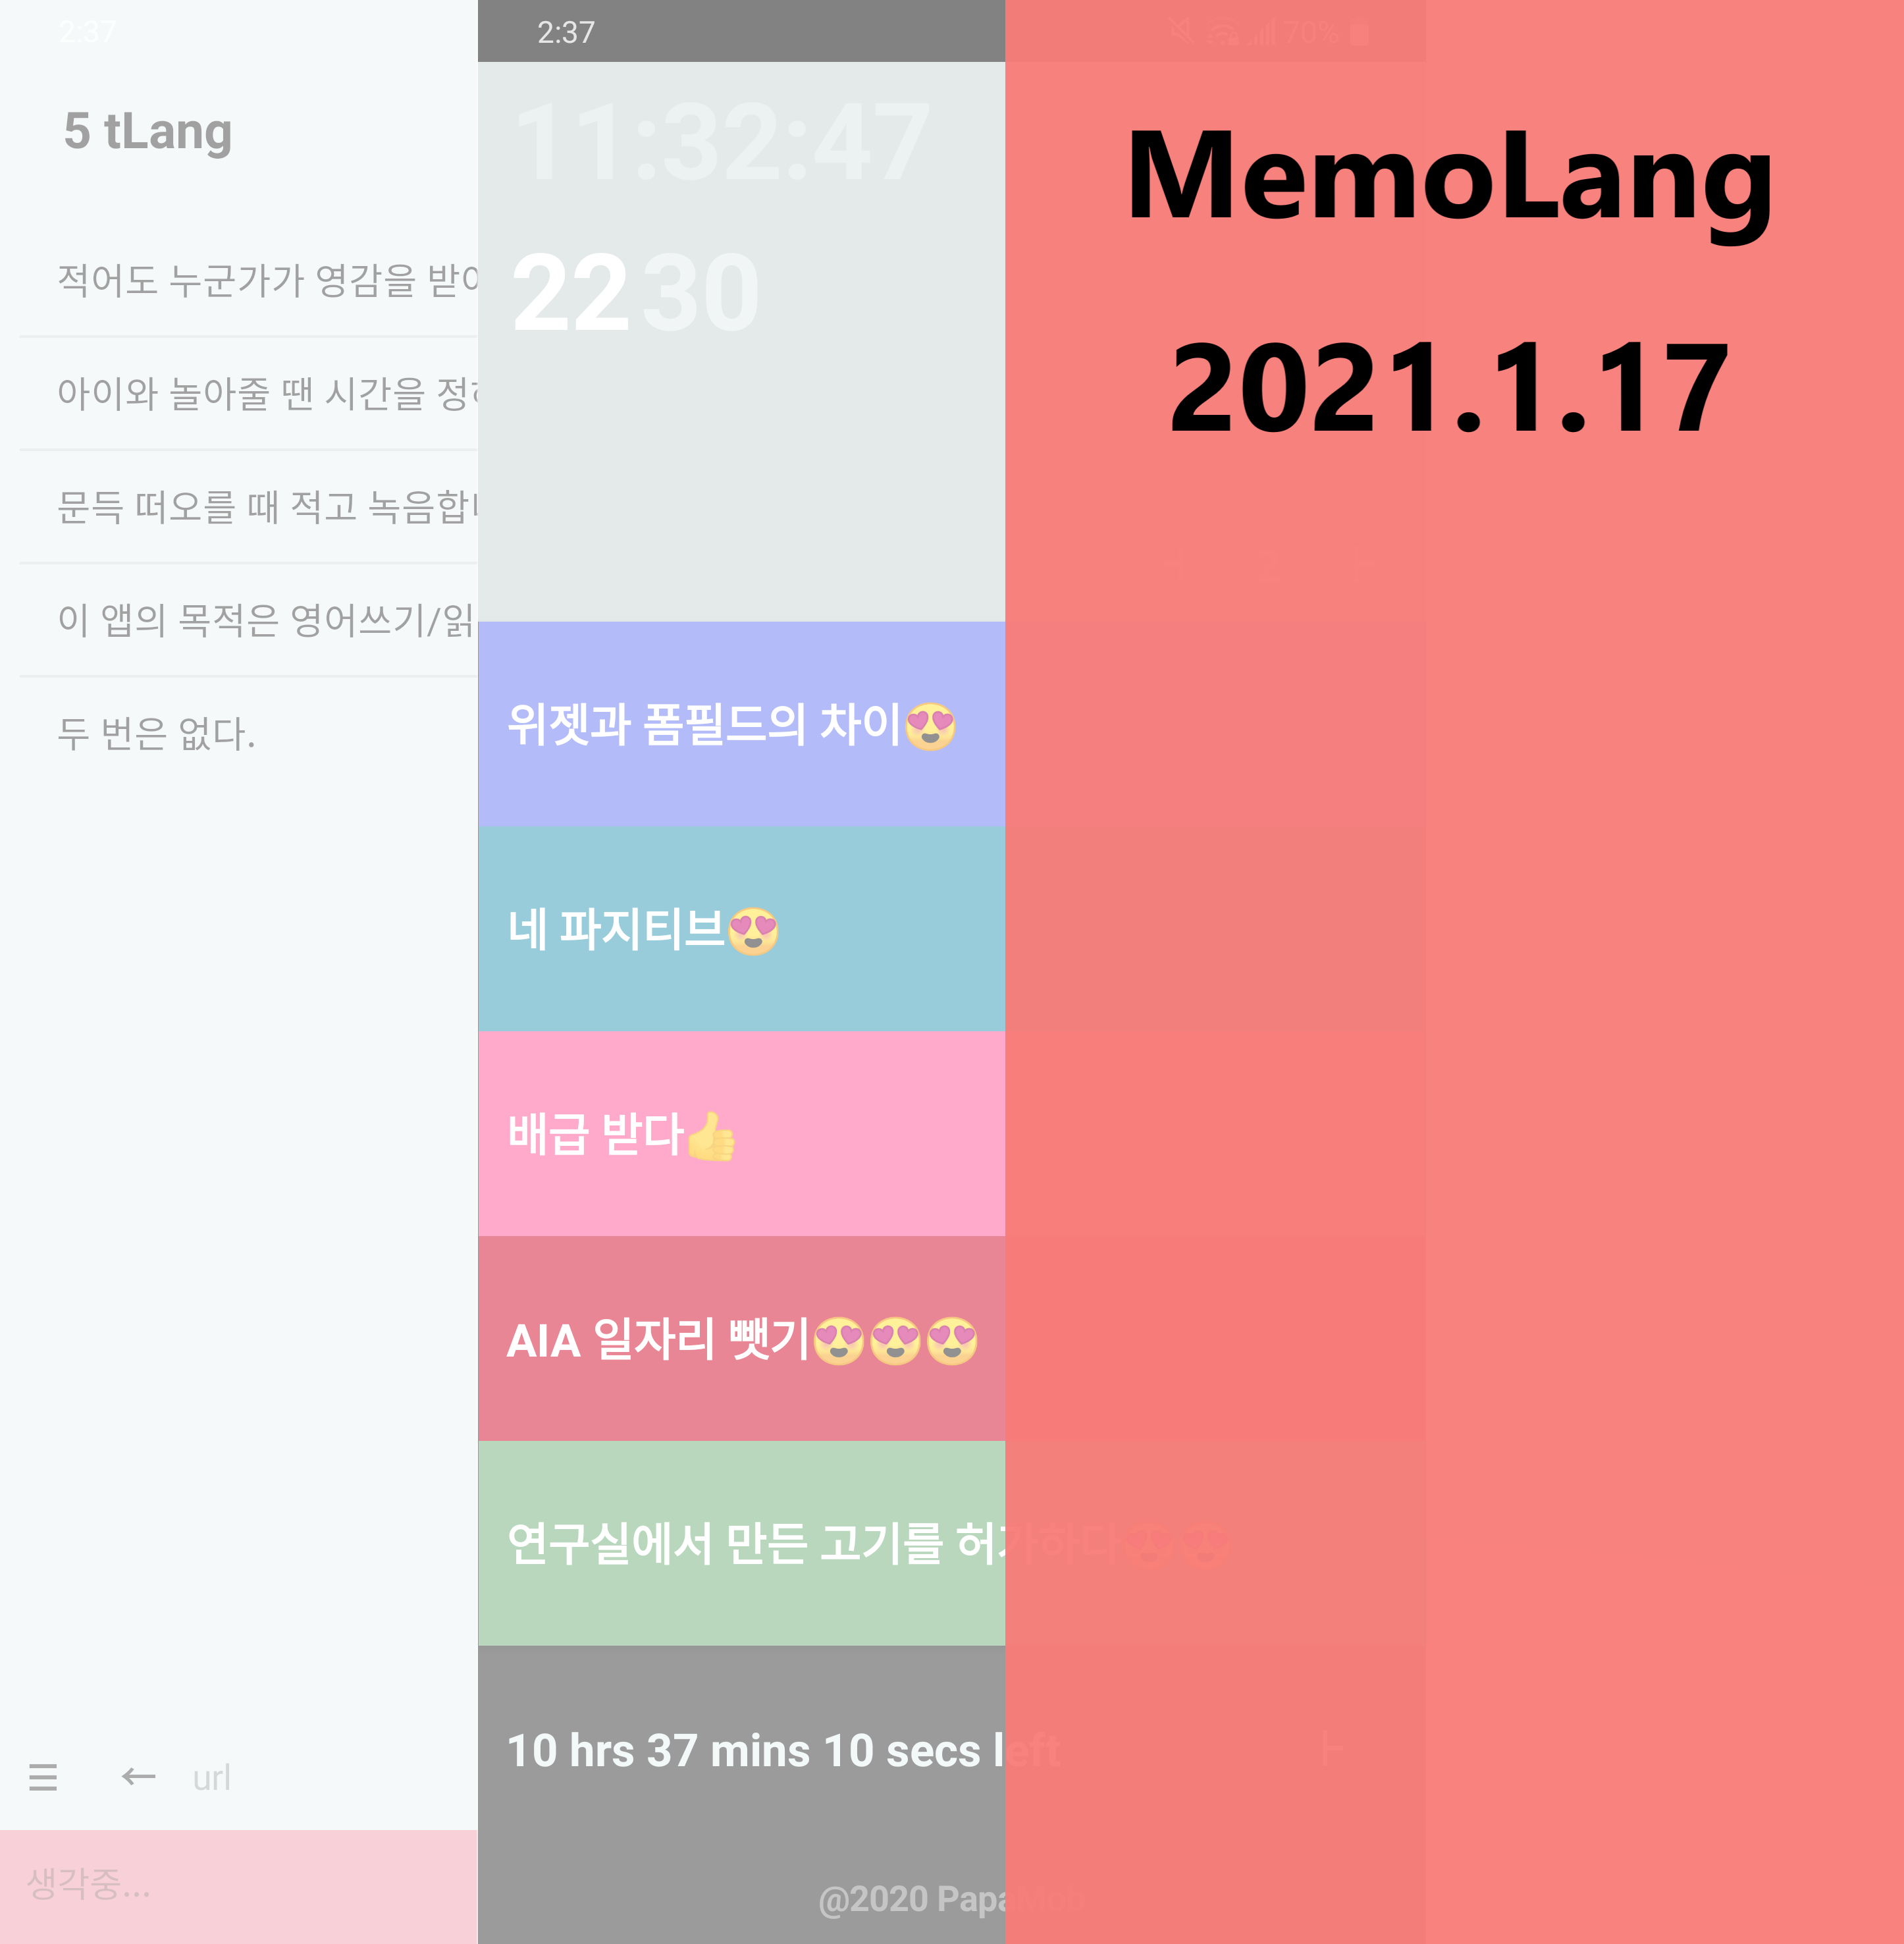 2:37
5 tLang
적어도 누군가가 영감을 받
아이와 놀아줄 땐 시간을 정
문득 떠오를 때 적고 녹음합
이 앱의 목적은 영어쓰기/읽
두 번은 없다.
url
생각중...
2:37
70%
11:32:47
22 30
위젯과 폼필드의 차이😍
네 파지티브😍
배급 받다👍
AIA 일자리 뺏기😍😍😍
연구실에서 만든 고기를 허가하다😍😍
10 hrs 37 mins 10 secs left
@2020 Papa
MemoLang
2021.1.17